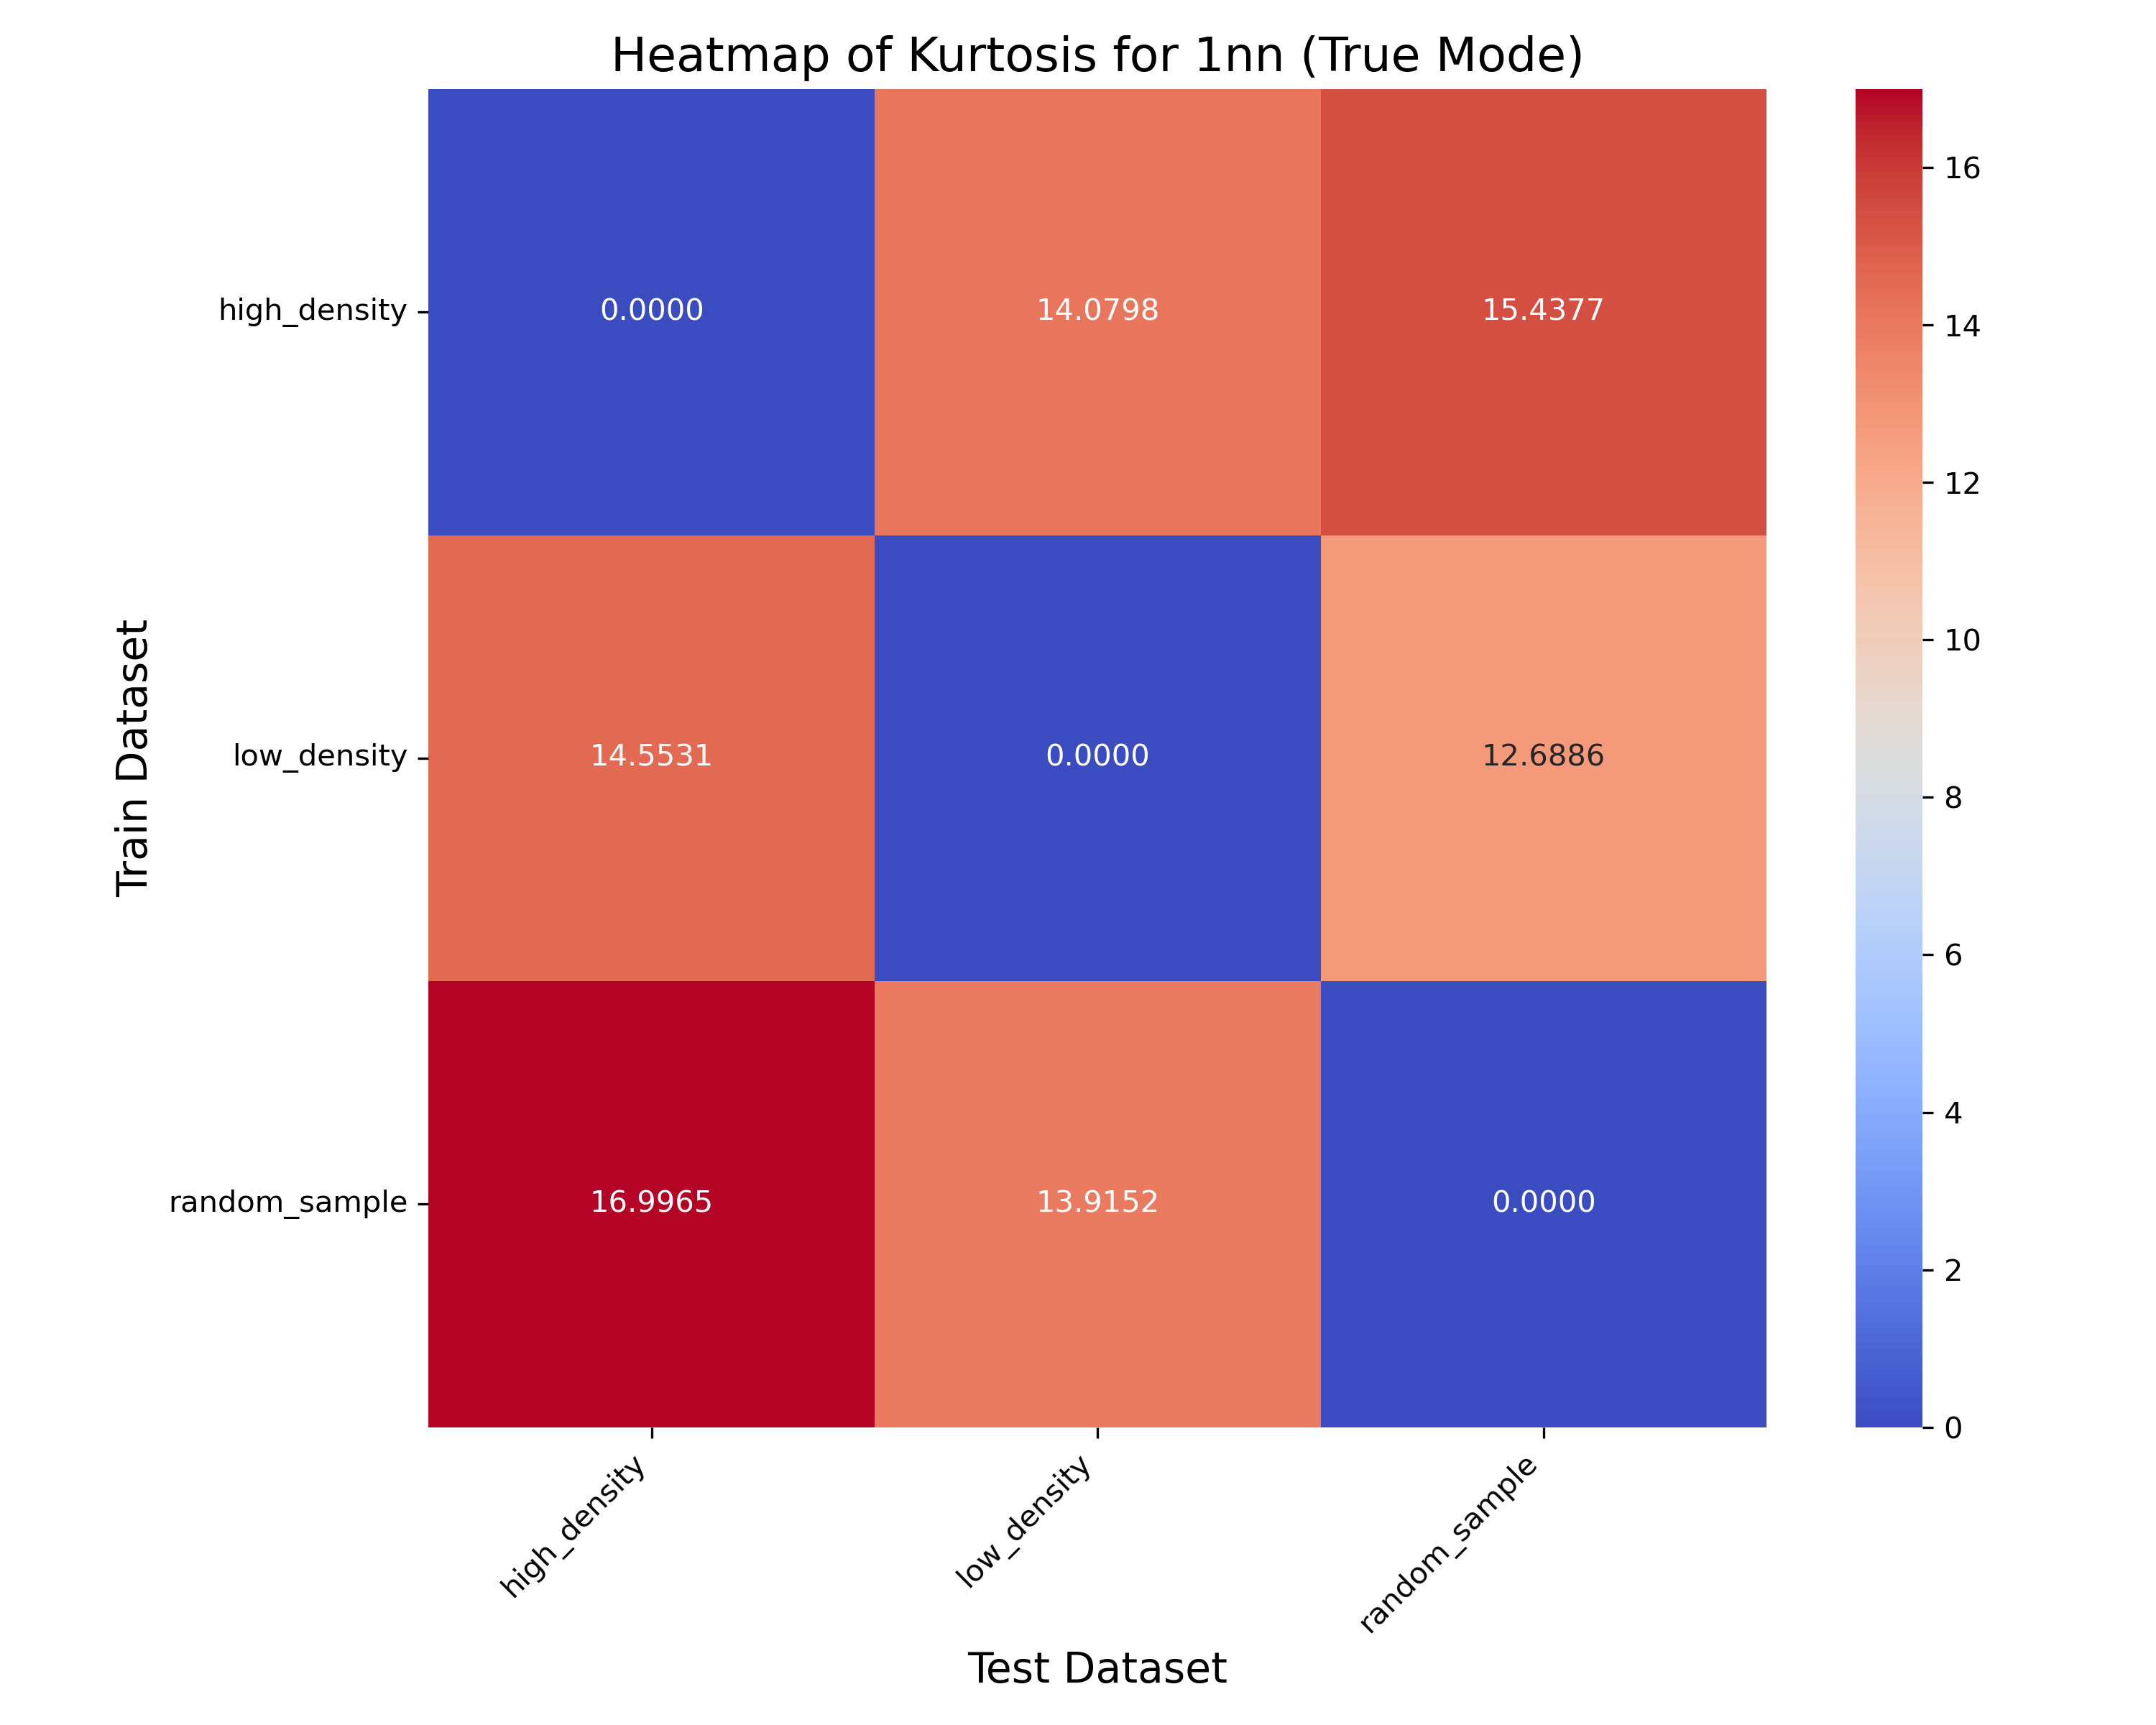 Heatmap of Kurtosis for 1nn (True Mode)
Train Dataset
high_density
0.0000
14.0798
15.4377
low_density
14.5531
0.0000
12.6886
random_sample
16.9965
13.9152
0.0000
high_density
low_density
random_sample
Test Dataset
16
14
12
10
8
6
4
2
0